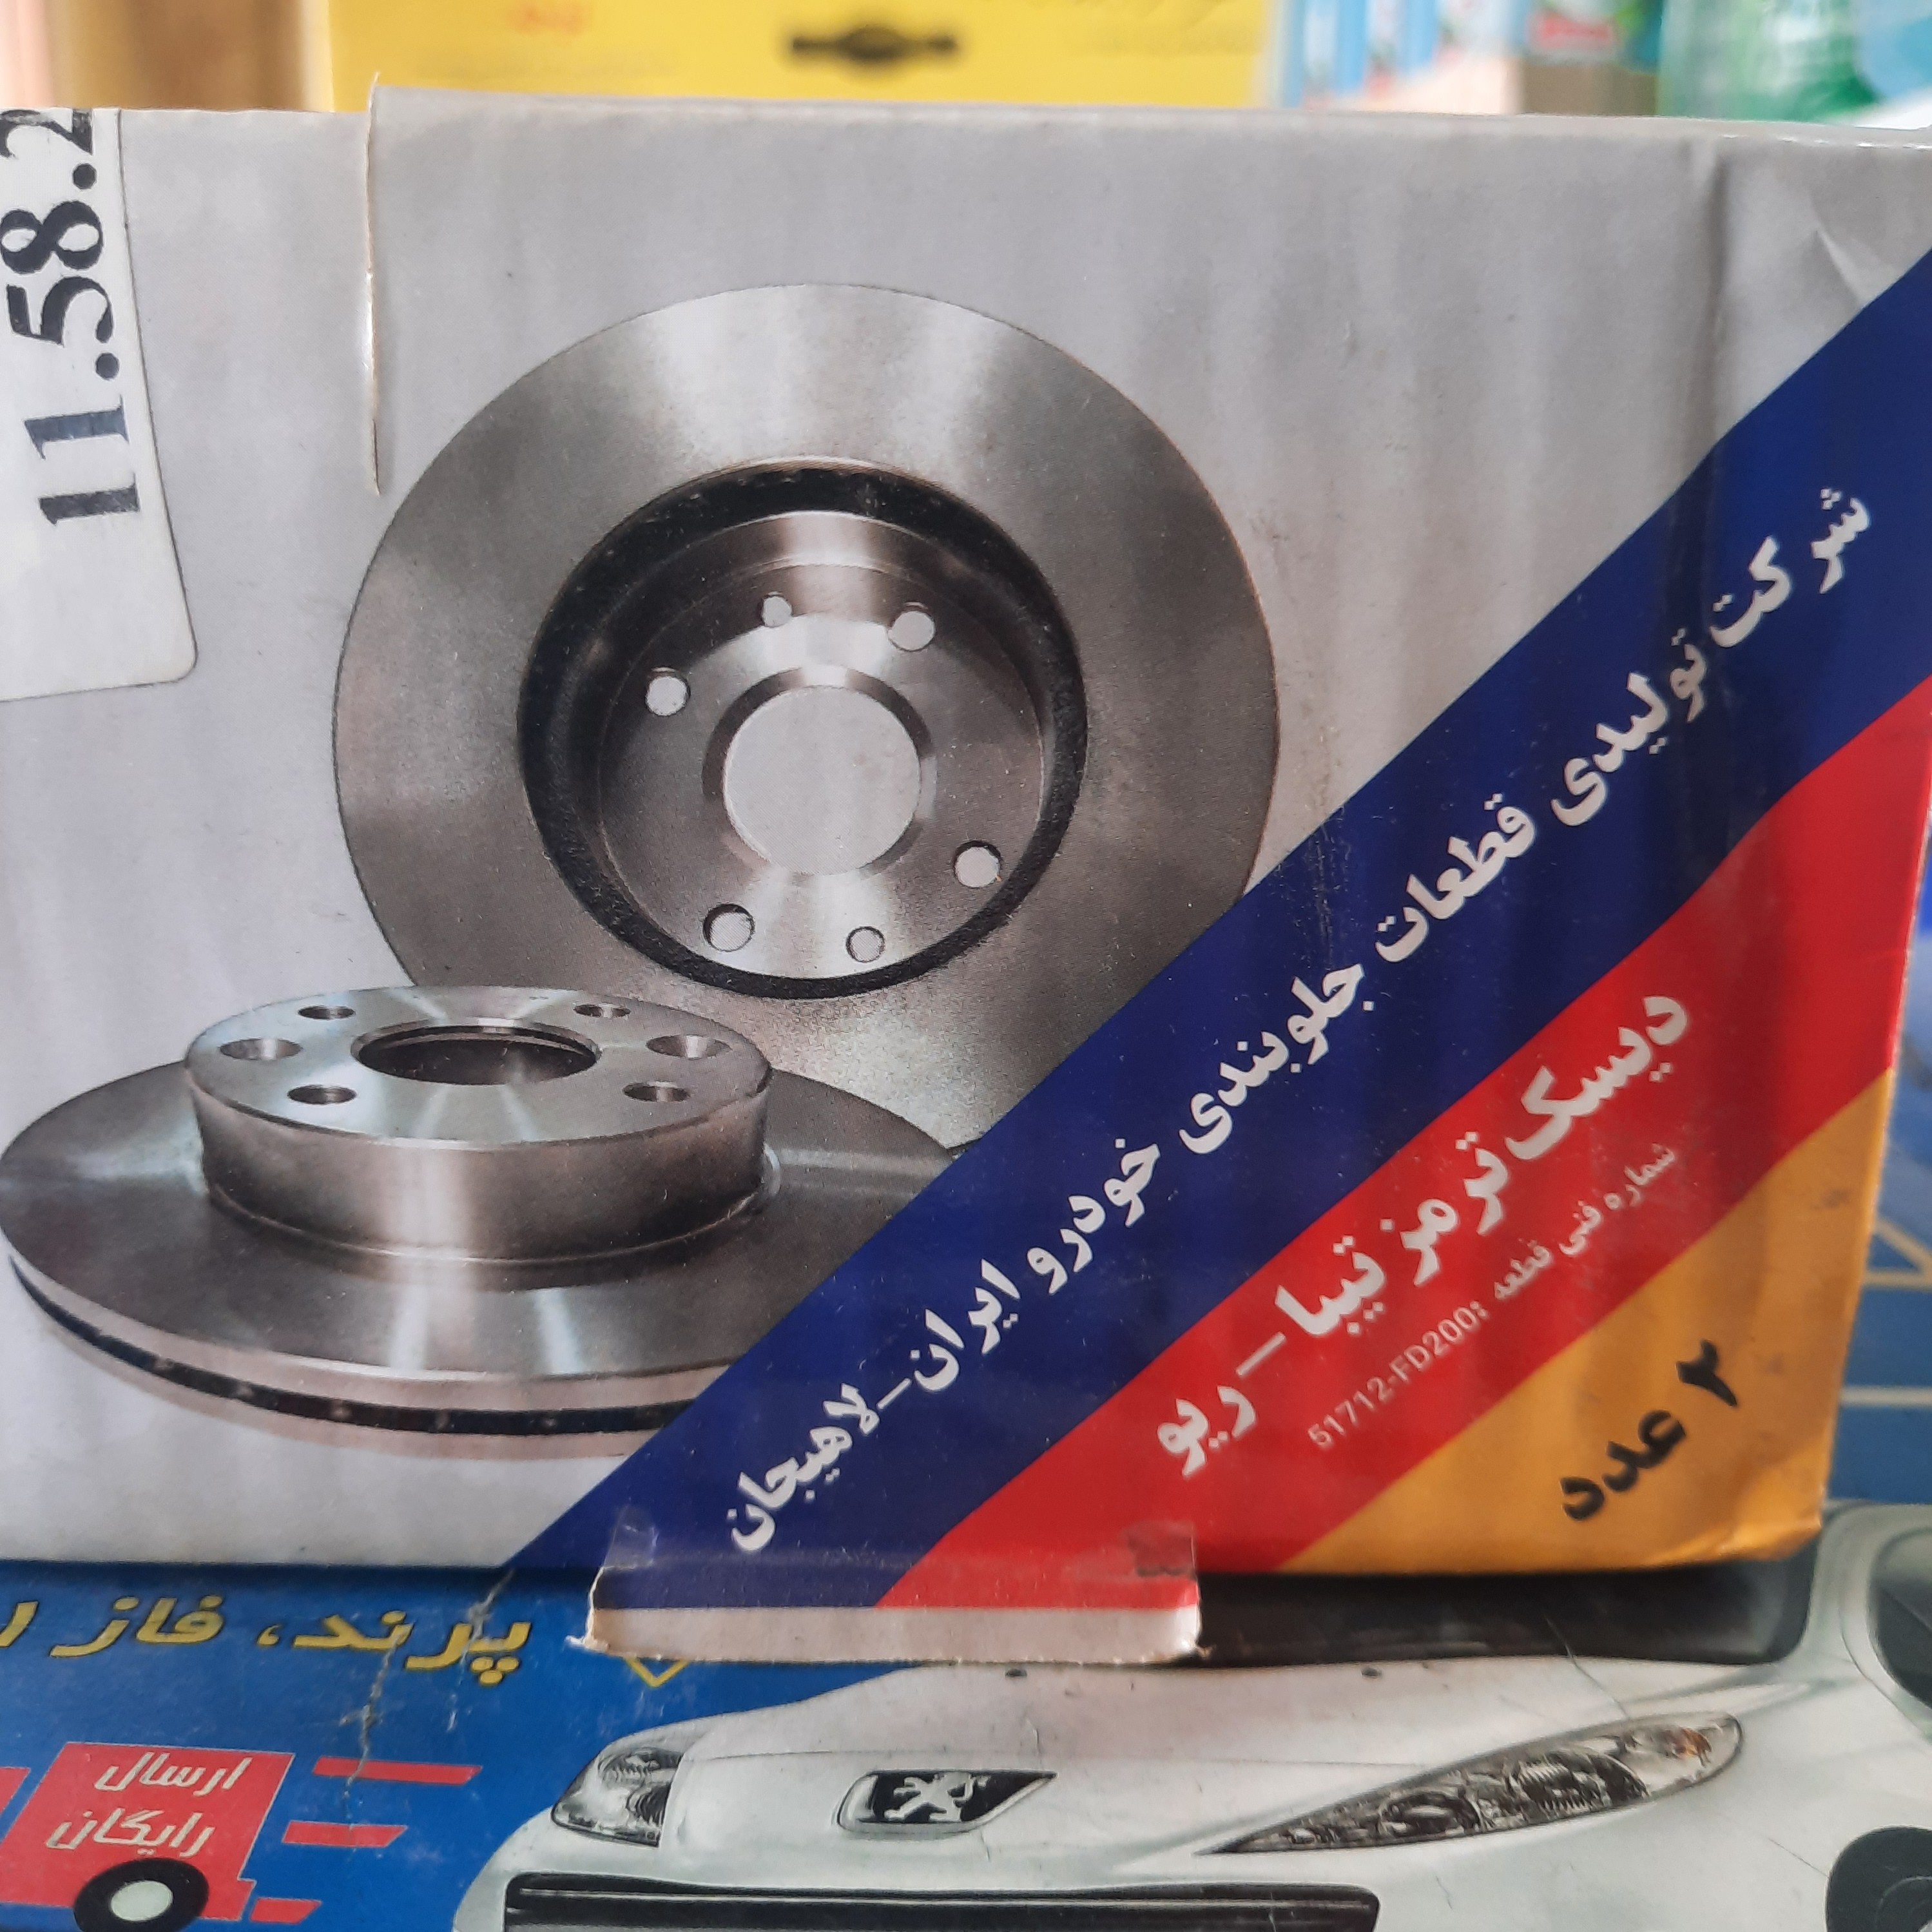 11.58.2
شرکت تولیدی قطعات جلوبندی خودرو ایران-لاهیجان
دیسک ترمز تیبا-ریو
شماره فنی قطعه :51712-FD200
۲ عدد
پرند، فاز ۱
ارسال
رایگان